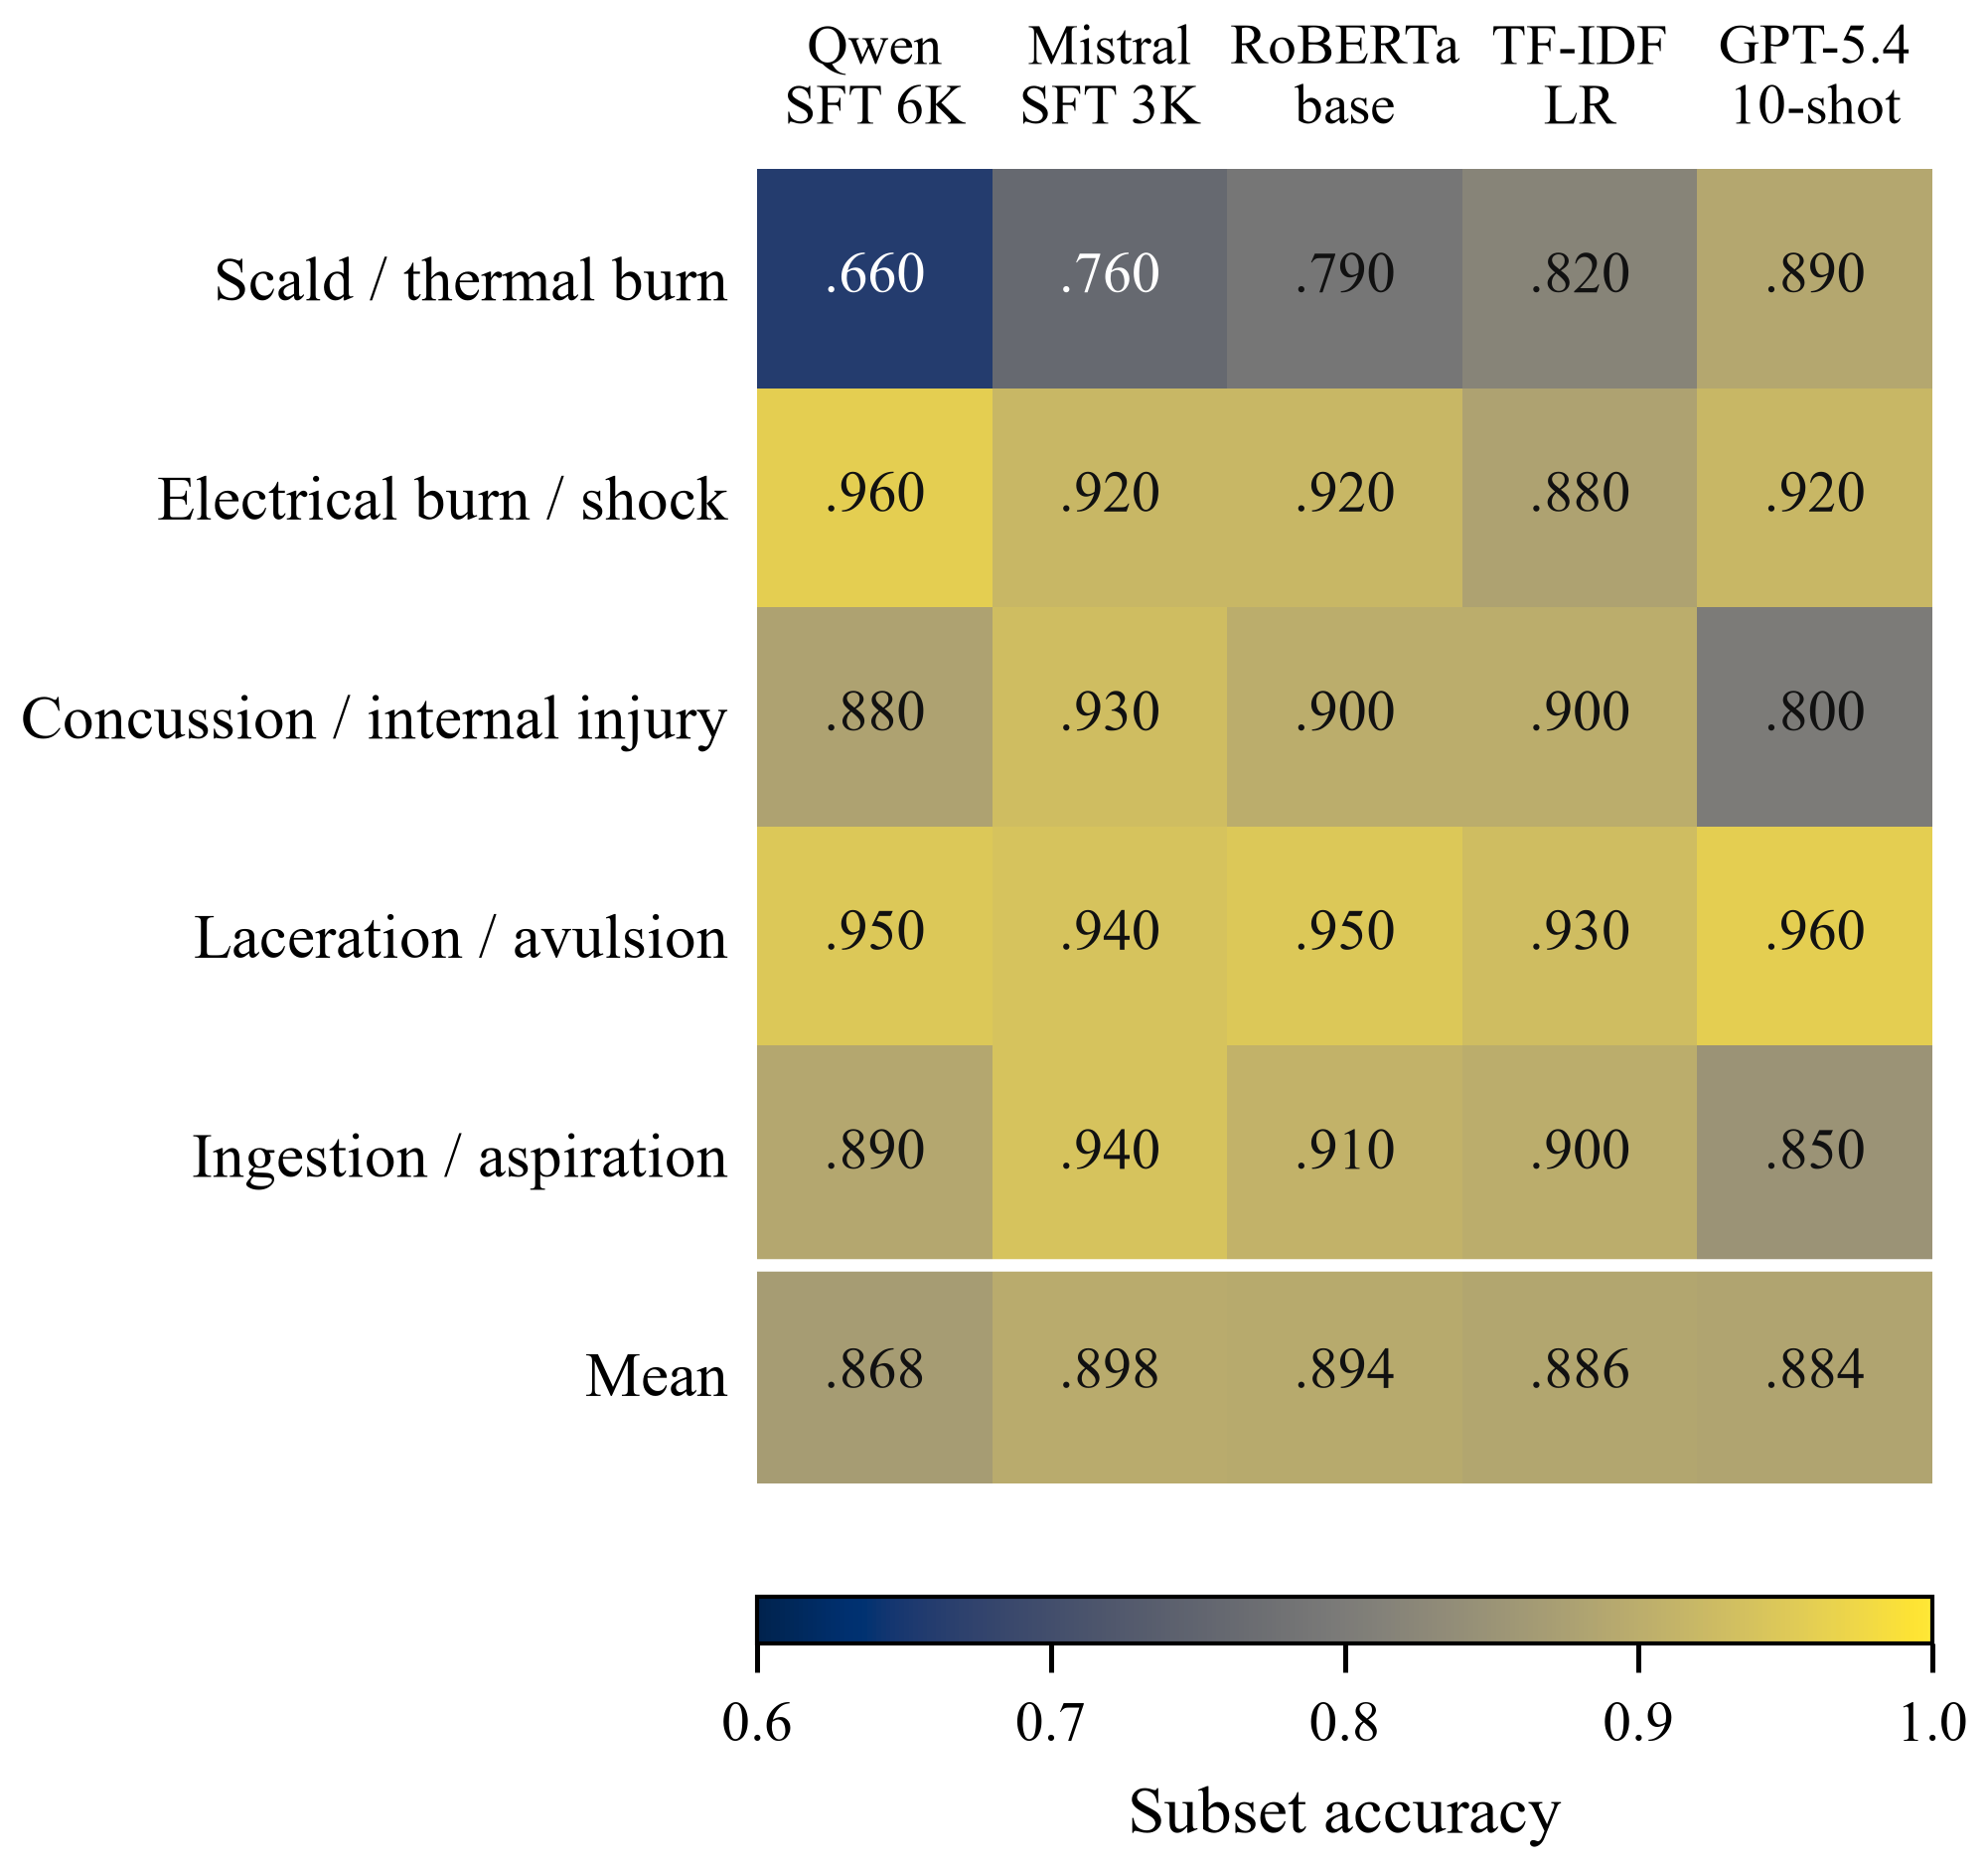 Qwen Mistral RoBERTa TF-IDF GPT-5.4
SFT 6K SFT 3K base LR 10-shot
Scald / thermal burn .660 .760 .790 .820 .890
Electrical burn / shock .960 .920 .920 .880 .920
Concussion / internal injury .880 .930 .900 .900 .800
Laceration / avulsion .950 .940 .950 .930 .960
Ingestion / aspiration .890 .940 .910 .900 .850
Mean .868 .898 .894 .886 .884
0.6 0.7 0.8 0.9 1.0
Subset accuracy